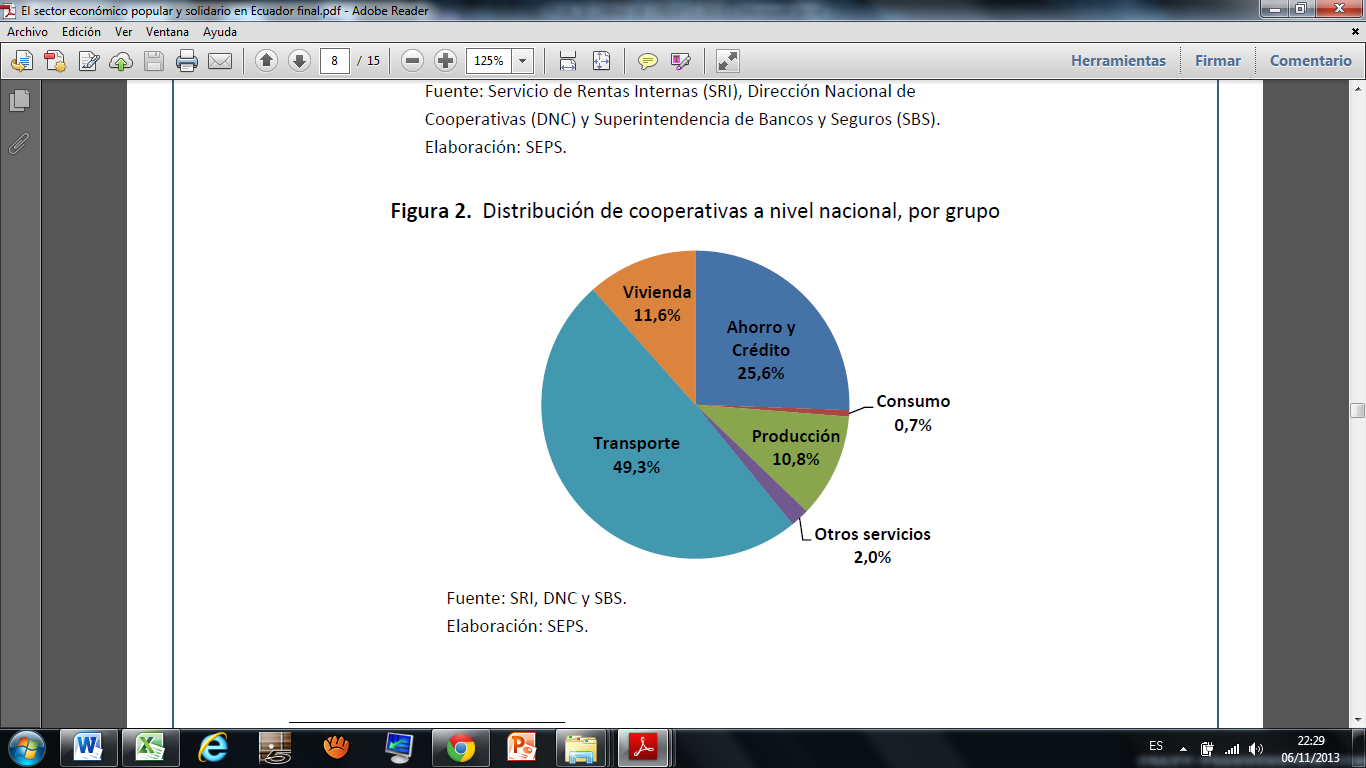 El sector económico popular y solidario en Ecuador final.pdf - Adobe Reader
Archivo Edición Ver Ventana Ayuda
8 / 15 125% Herramientas Firmar Comentario
Fuente: Servicio de Rentas Internas (SRI), Dirección Nacional de
Cooperativas (DNC) y Superintendencia de Bancos y Seguros (SBS).
Elaboración: SEPS.
Figura 2. Distribución de cooperativas a nivel nacional, por grupo
Vivienda
11,6%
Ahorro y
Crédito
25,6%
Consumo
0,7%
Producción
10,8%
Transporte
49,3%
Otros servicios
2,0%
Fuente: SRI, DNC y SBS.
Elaboración: SEPS.
ES
22:29
06/11/2013